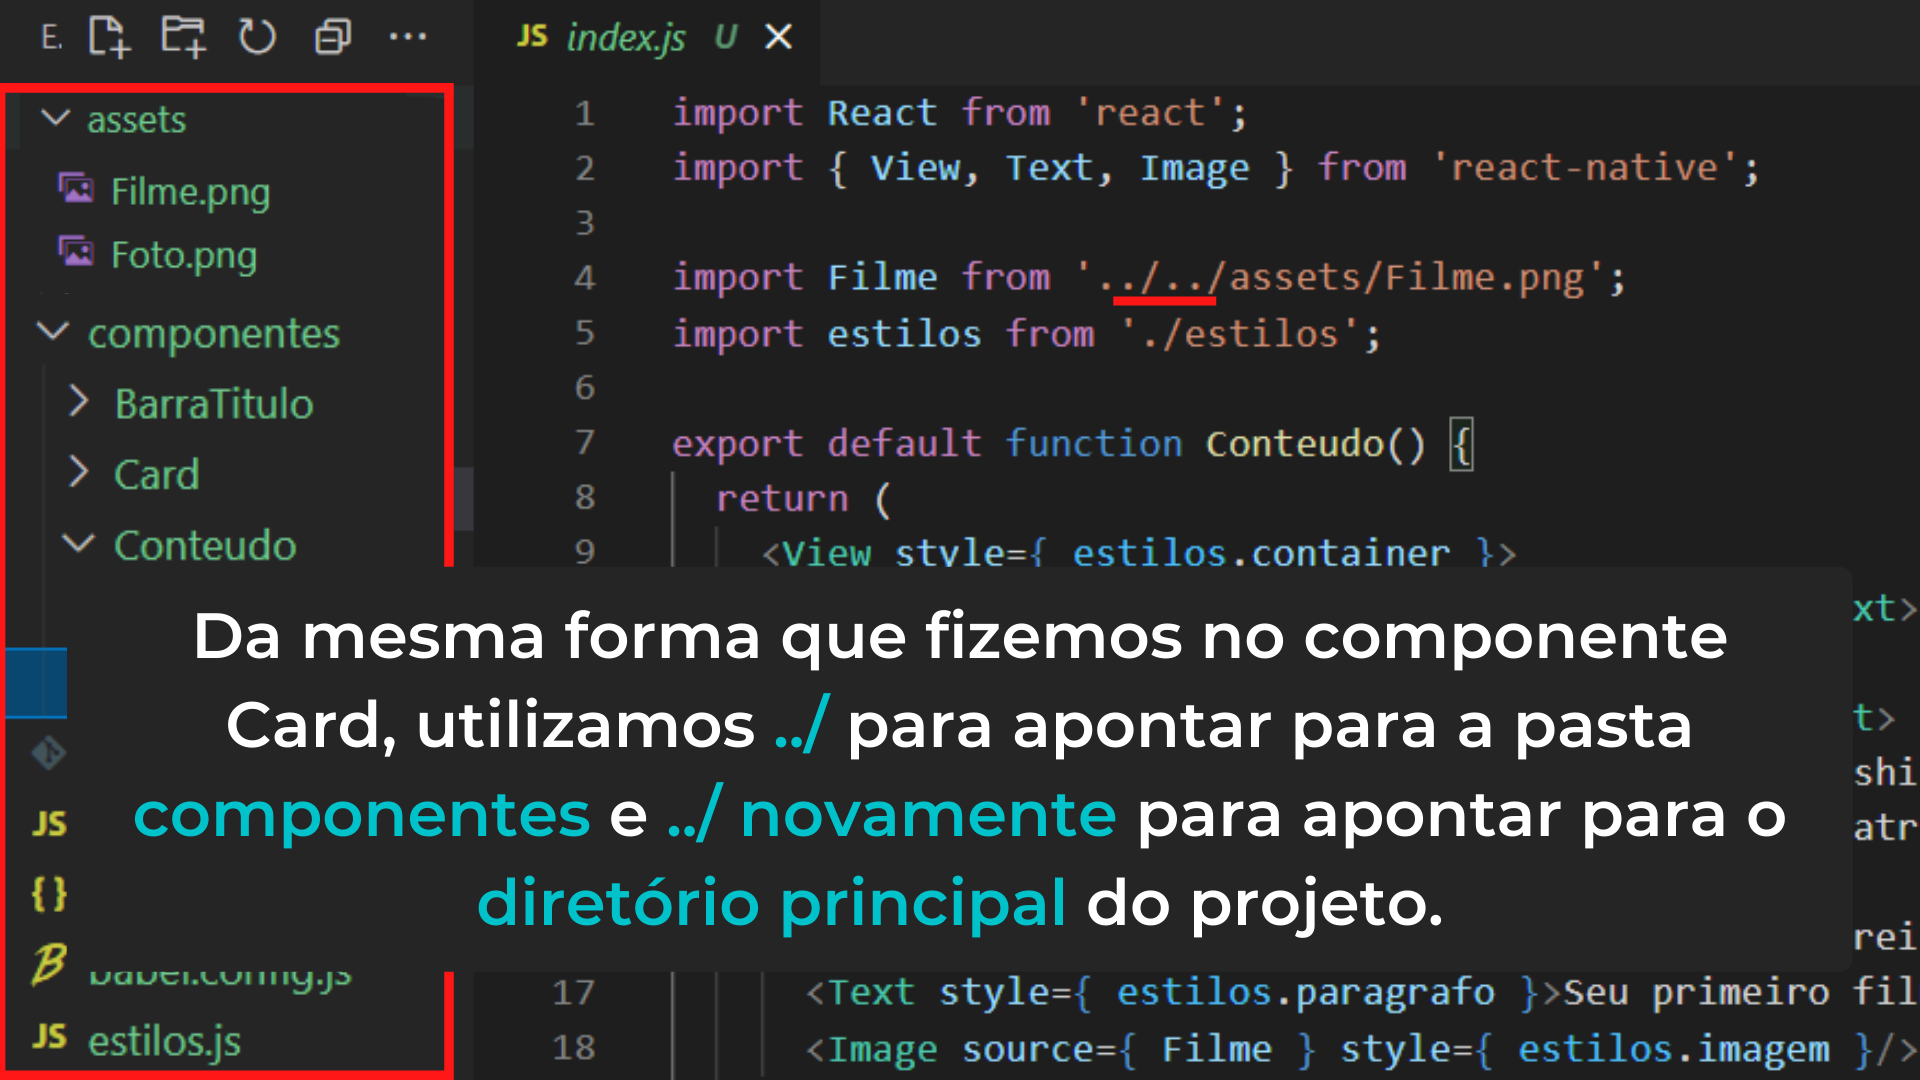 E.
JS index.js U
assets
Filme.png
Foto.png
componentes
BarraTitulo
Card
Conteudo
JS
{}
babel.config.js
JS estilos.js
1 import React from 'react';
2 import { View, Text, Image } from 'react-native';
3
4 import Filme from '../../assets/Filme.png';
5 import estilos from './estilos';
6
7 export default function Conteudo() {
8 return (
9 <View style={ estilos.container }>
xt>
t>
shi
atr
rei
17 <Text style={ estilos.paragrafo }>Seu primeiro fil
18 <Image source={ Filme } style={ estilos.imagem }/>
Da mesma forma que fizemos no componente
Card, utilizamos ../ para apontar para a pasta
componentes e ../ novamente para apontar para o
diretório principal do projeto.